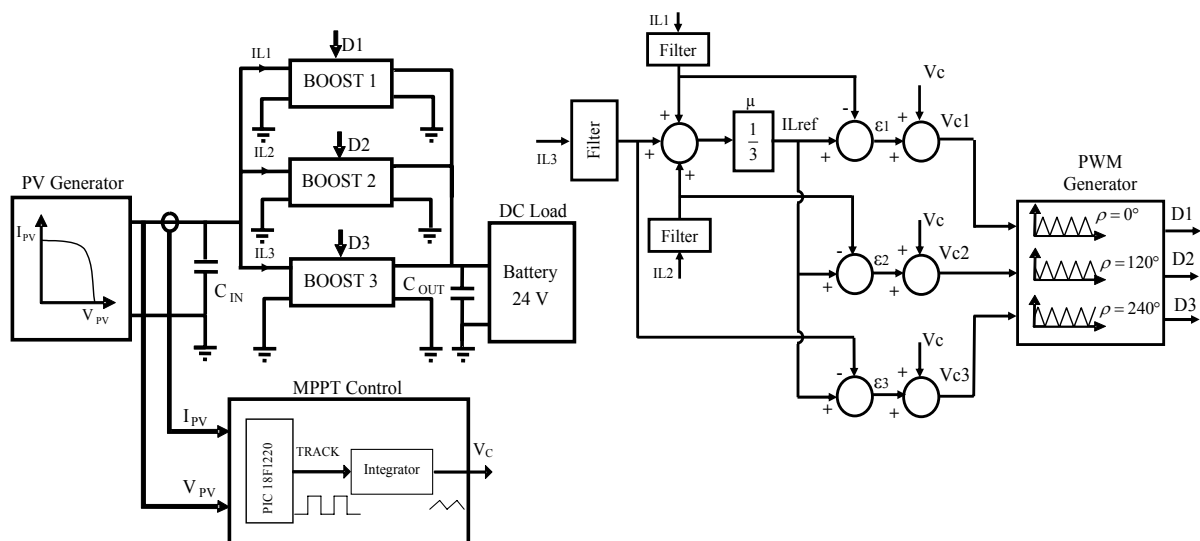 D1
IL1
BOOST 1
D2
IL2
BOOST 2
PV Generator
D3
IL3
BOOST 3
I PV
V PV
C IN
C OUT
DC Load
Battery
24 V
MPPT Control
I PV
V PV
PIC 18F1220
TRACK
Integrator
V C
IL1
Filter
IL3
Filter
+
+
+
µ
1
3
ILref
-
+
ε1
Vc
+
+
Vc1
Filter
IL2
-
+
ε2
Vc
+
+
Vc2
-
+
ε3
Vc
+
+
Vc3
PWM
Generator
ρ = 0°
ρ = 120°
ρ = 240°
D1
D2
D3